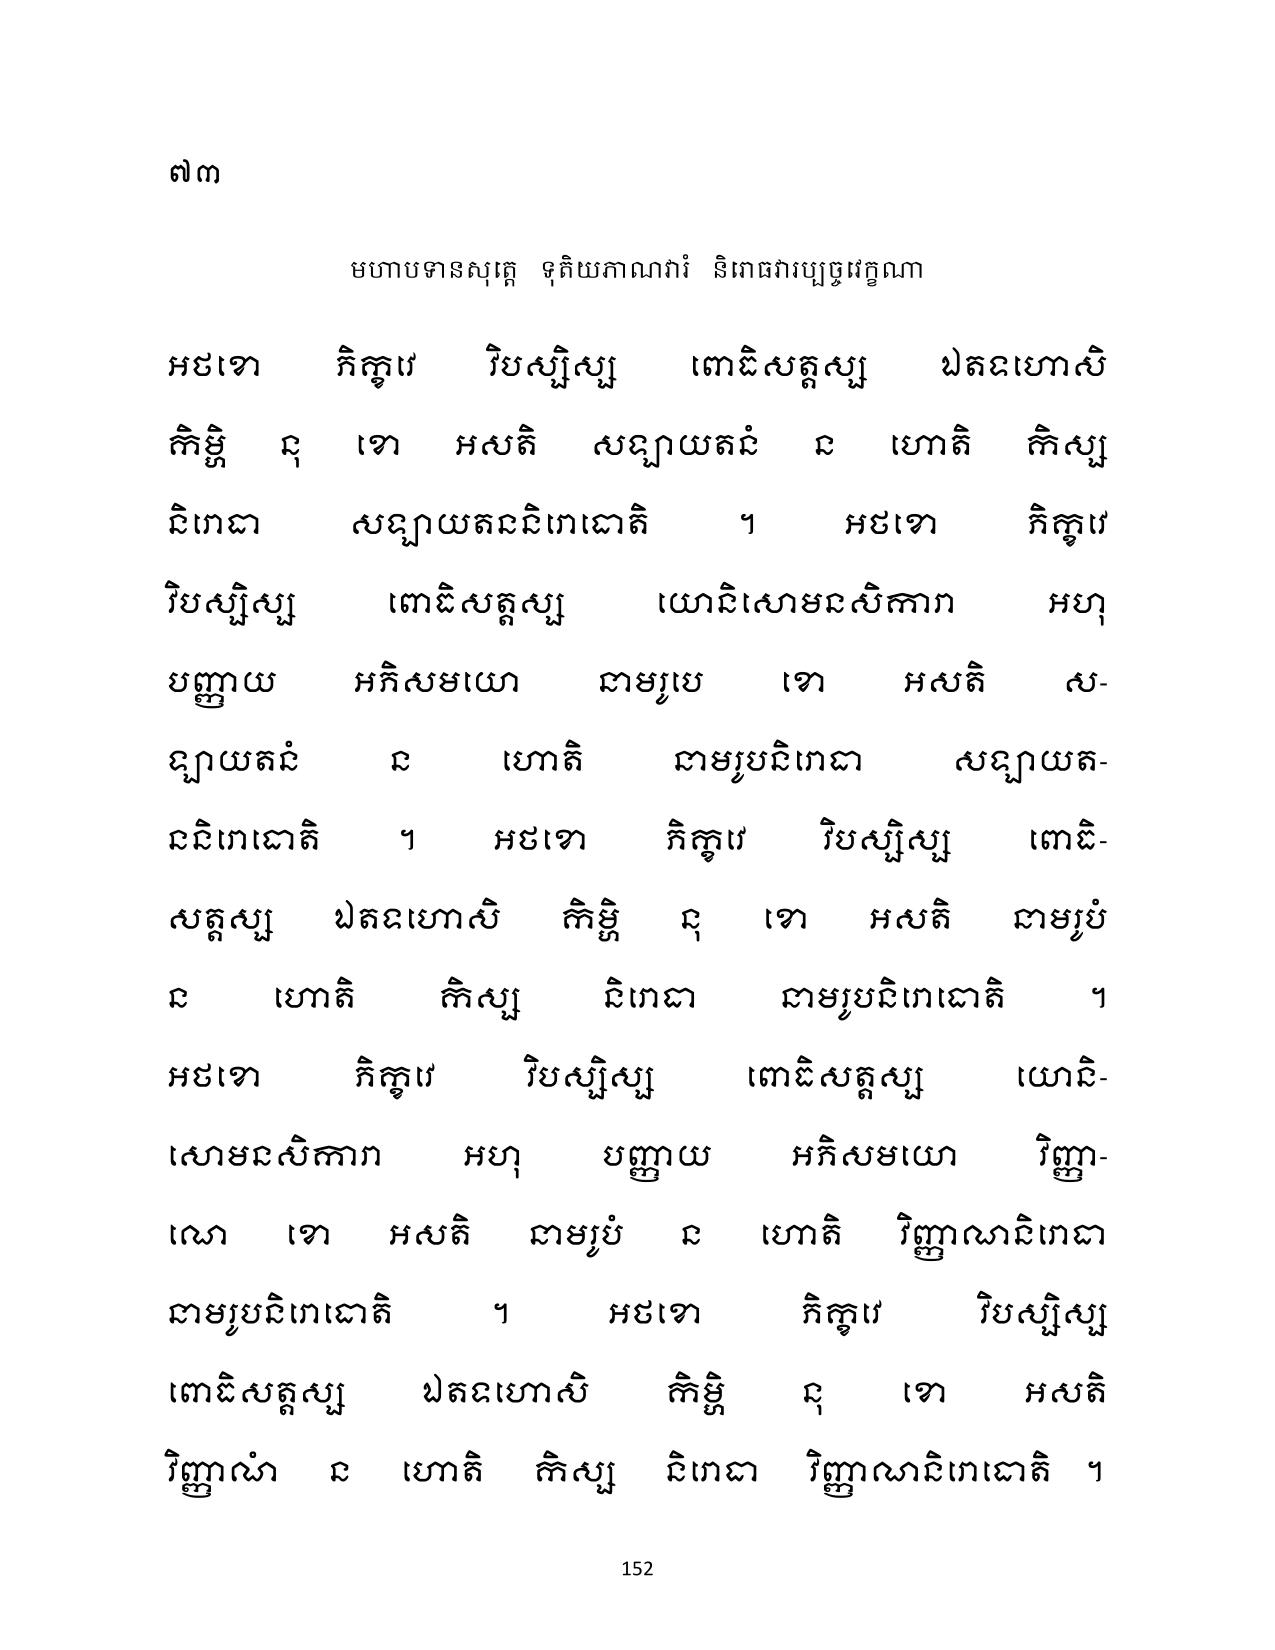 ៧៣
មហាបទានសុត្តេ ទុតិយភាណវារំ និរោធវារប្បច្ចវេក្ខណា
អថខោ ភិក្ខវេ វិបស្សិស្ស ពោធិសត្តស្ស ឯតទហោសិ
កិម្ហិ នុ ខោ អសតិ សឡាយតនំ ន ហោតិ កិស្ស
និរោធា សឡាយតននិរោធោតិ ។ អថខោ ភិក្ខវេ
វិបស្សិស្ស ពោធិសត្តស្ស យោនិសោមនសិការា អហុ
បញ្ញាយ អភិសមយោ នាមរូបេ ខោ អសតិ ស-
ឡាយតនំ ន ហោតិ នាមរូបនិរោធា សឡាយត-
ននិរោធោតិ ។ អថខោ ភិក្ខវេ វិបស្សិស្ស ពោធិ-
សត្តស្ស ឯតទហោសិ កិម្ហិ នុ ខោ អសតិ នាមរូបំ
ន ហោតិ កិស្ស និរោធា នាមរូបនិរោធោតិ ។
អថខោ ភិក្ខវេ វិបស្សិស្ស ពោធិសត្តស្ស យោនិ-
សោមនសិការា អហុ បញ្ញាយ អភិសមយោ វិញ្ញា-
ណេ ខោ អសតិ នាមរូបំ ន ហោតិ វិញ្ញាណនិរោធា
នាមរូបនិរោធោតិ ។ អថខោ ភិក្ខវេ វិបស្សិស្ស
ពោធិសត្តស្ស ឯតទហោសិ កិម្ហិ នុ ខោ អសតិ
វិញ្ញាណំ ន ហោតិ កិស្ស និរោធា វិញ្ញាណនិរោធោតិ ។
152